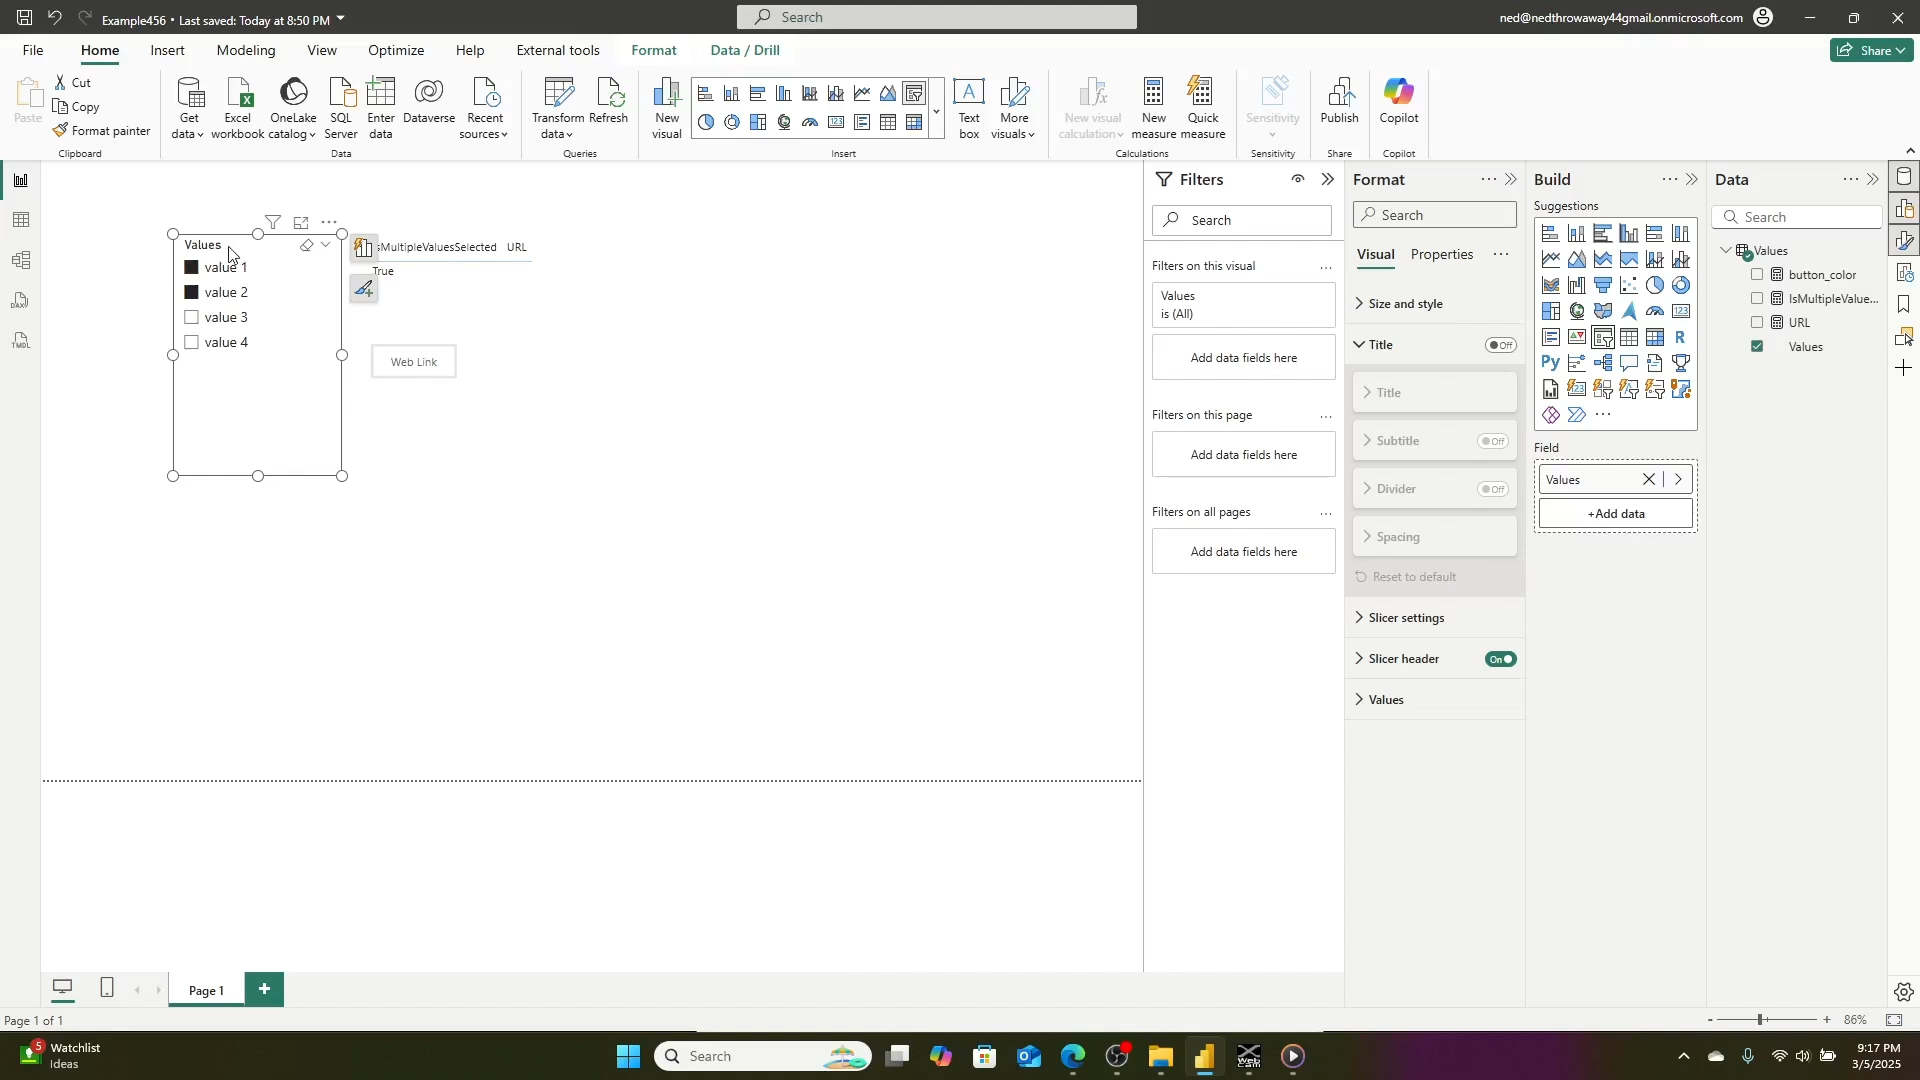 Example456 • Last saved: Today at 8:50 PM
Search
ned@nedthrowaway44gmail.onmicrosoft.com
File
Home
Insert
Modeling
View
Optimize
Help
External tools
Format
Data / Drill
Share
Paste
Cut
Copy
Format painter
Get data
Excel workbook
OneLake catalog
SQL Server
Enter data
Dataverse
Recent sources
Transform data
Refresh
New visual
Text box
More visuals
New visual calculation
New measure
Quick measure
Sensitivity
Publish
Copilot
Clipboard
Data
Queries
Insert
Calculations
Sensitivity
Share
Copilot
Values
value 1
value 2
value 3
value 4
sMultipleValuesSelected URL
True
Web Link
Filters
Search
Filters on this visual
Values
is (All)
Add data fields here
Filters on this page
Add data fields here
Filters on all pages
Add data fields here
Format
Search
Visual
Properties
Size and style
Title
Off
Title
Subtitle
Off
Divider
Off
Spacing
Reset to default
Slicer settings
Slicer header
On
Values
Build
Suggestions
Field
Values
+Add data
Data
Search
Values
button_color
IsMultipleValue...
URL
Values
DAX
TMDL
Page 1
Page 1 of 1
86%
5
Watchlist
Ideas
Search
9:17 PM
3/5/2025